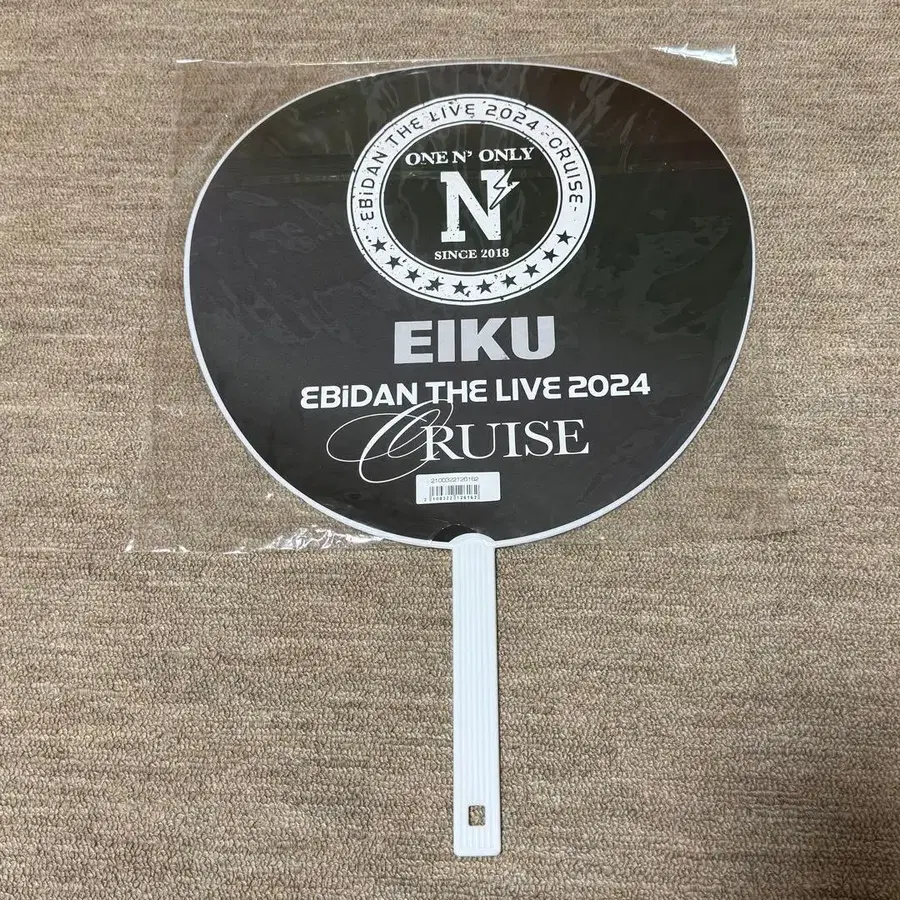 EBiDAN THE LIVE 2024 -CRUISE-
ONE N' ONLY
N
SINCE 2018
EIKU
EBiDAN THE LIVE 2024
CRUISE